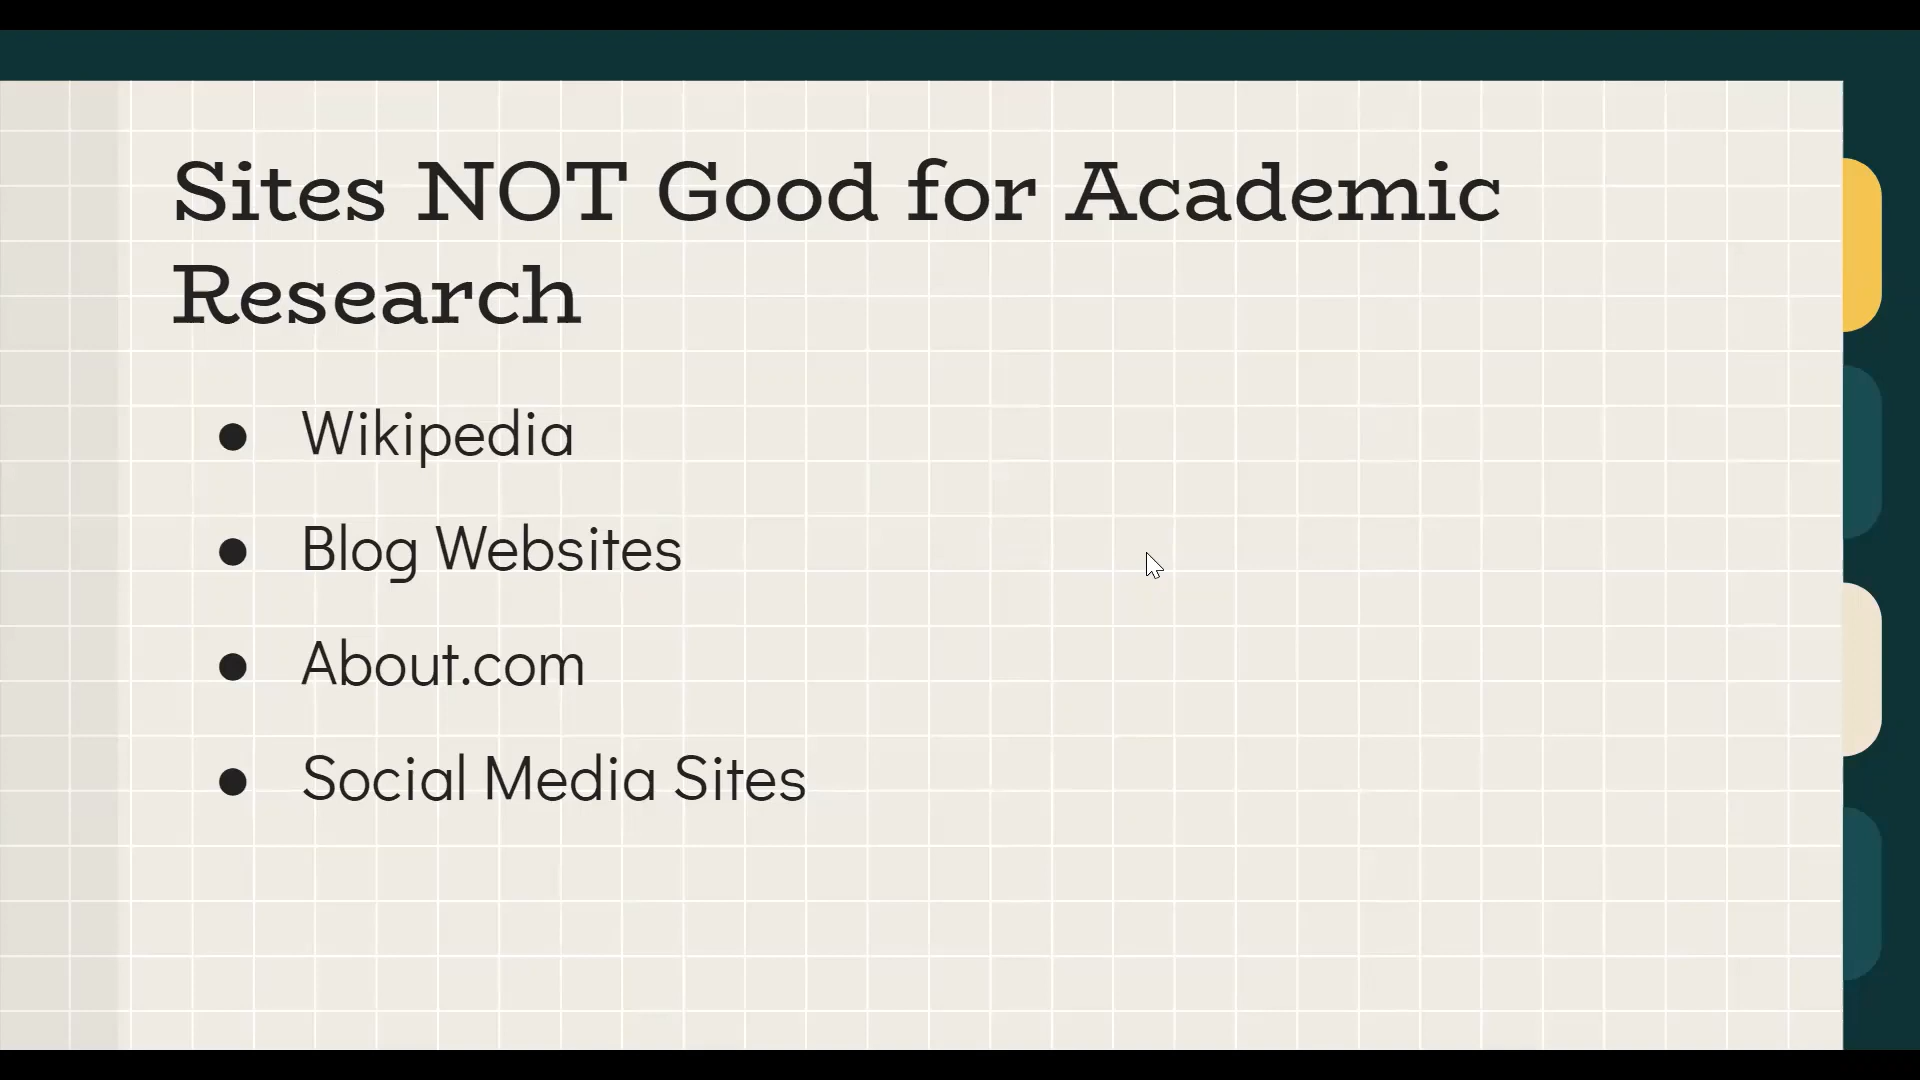 Sites NOT Good for Academic
Research
● Wikipedia
● Blog Websites
● About.com
● Social Media Sites